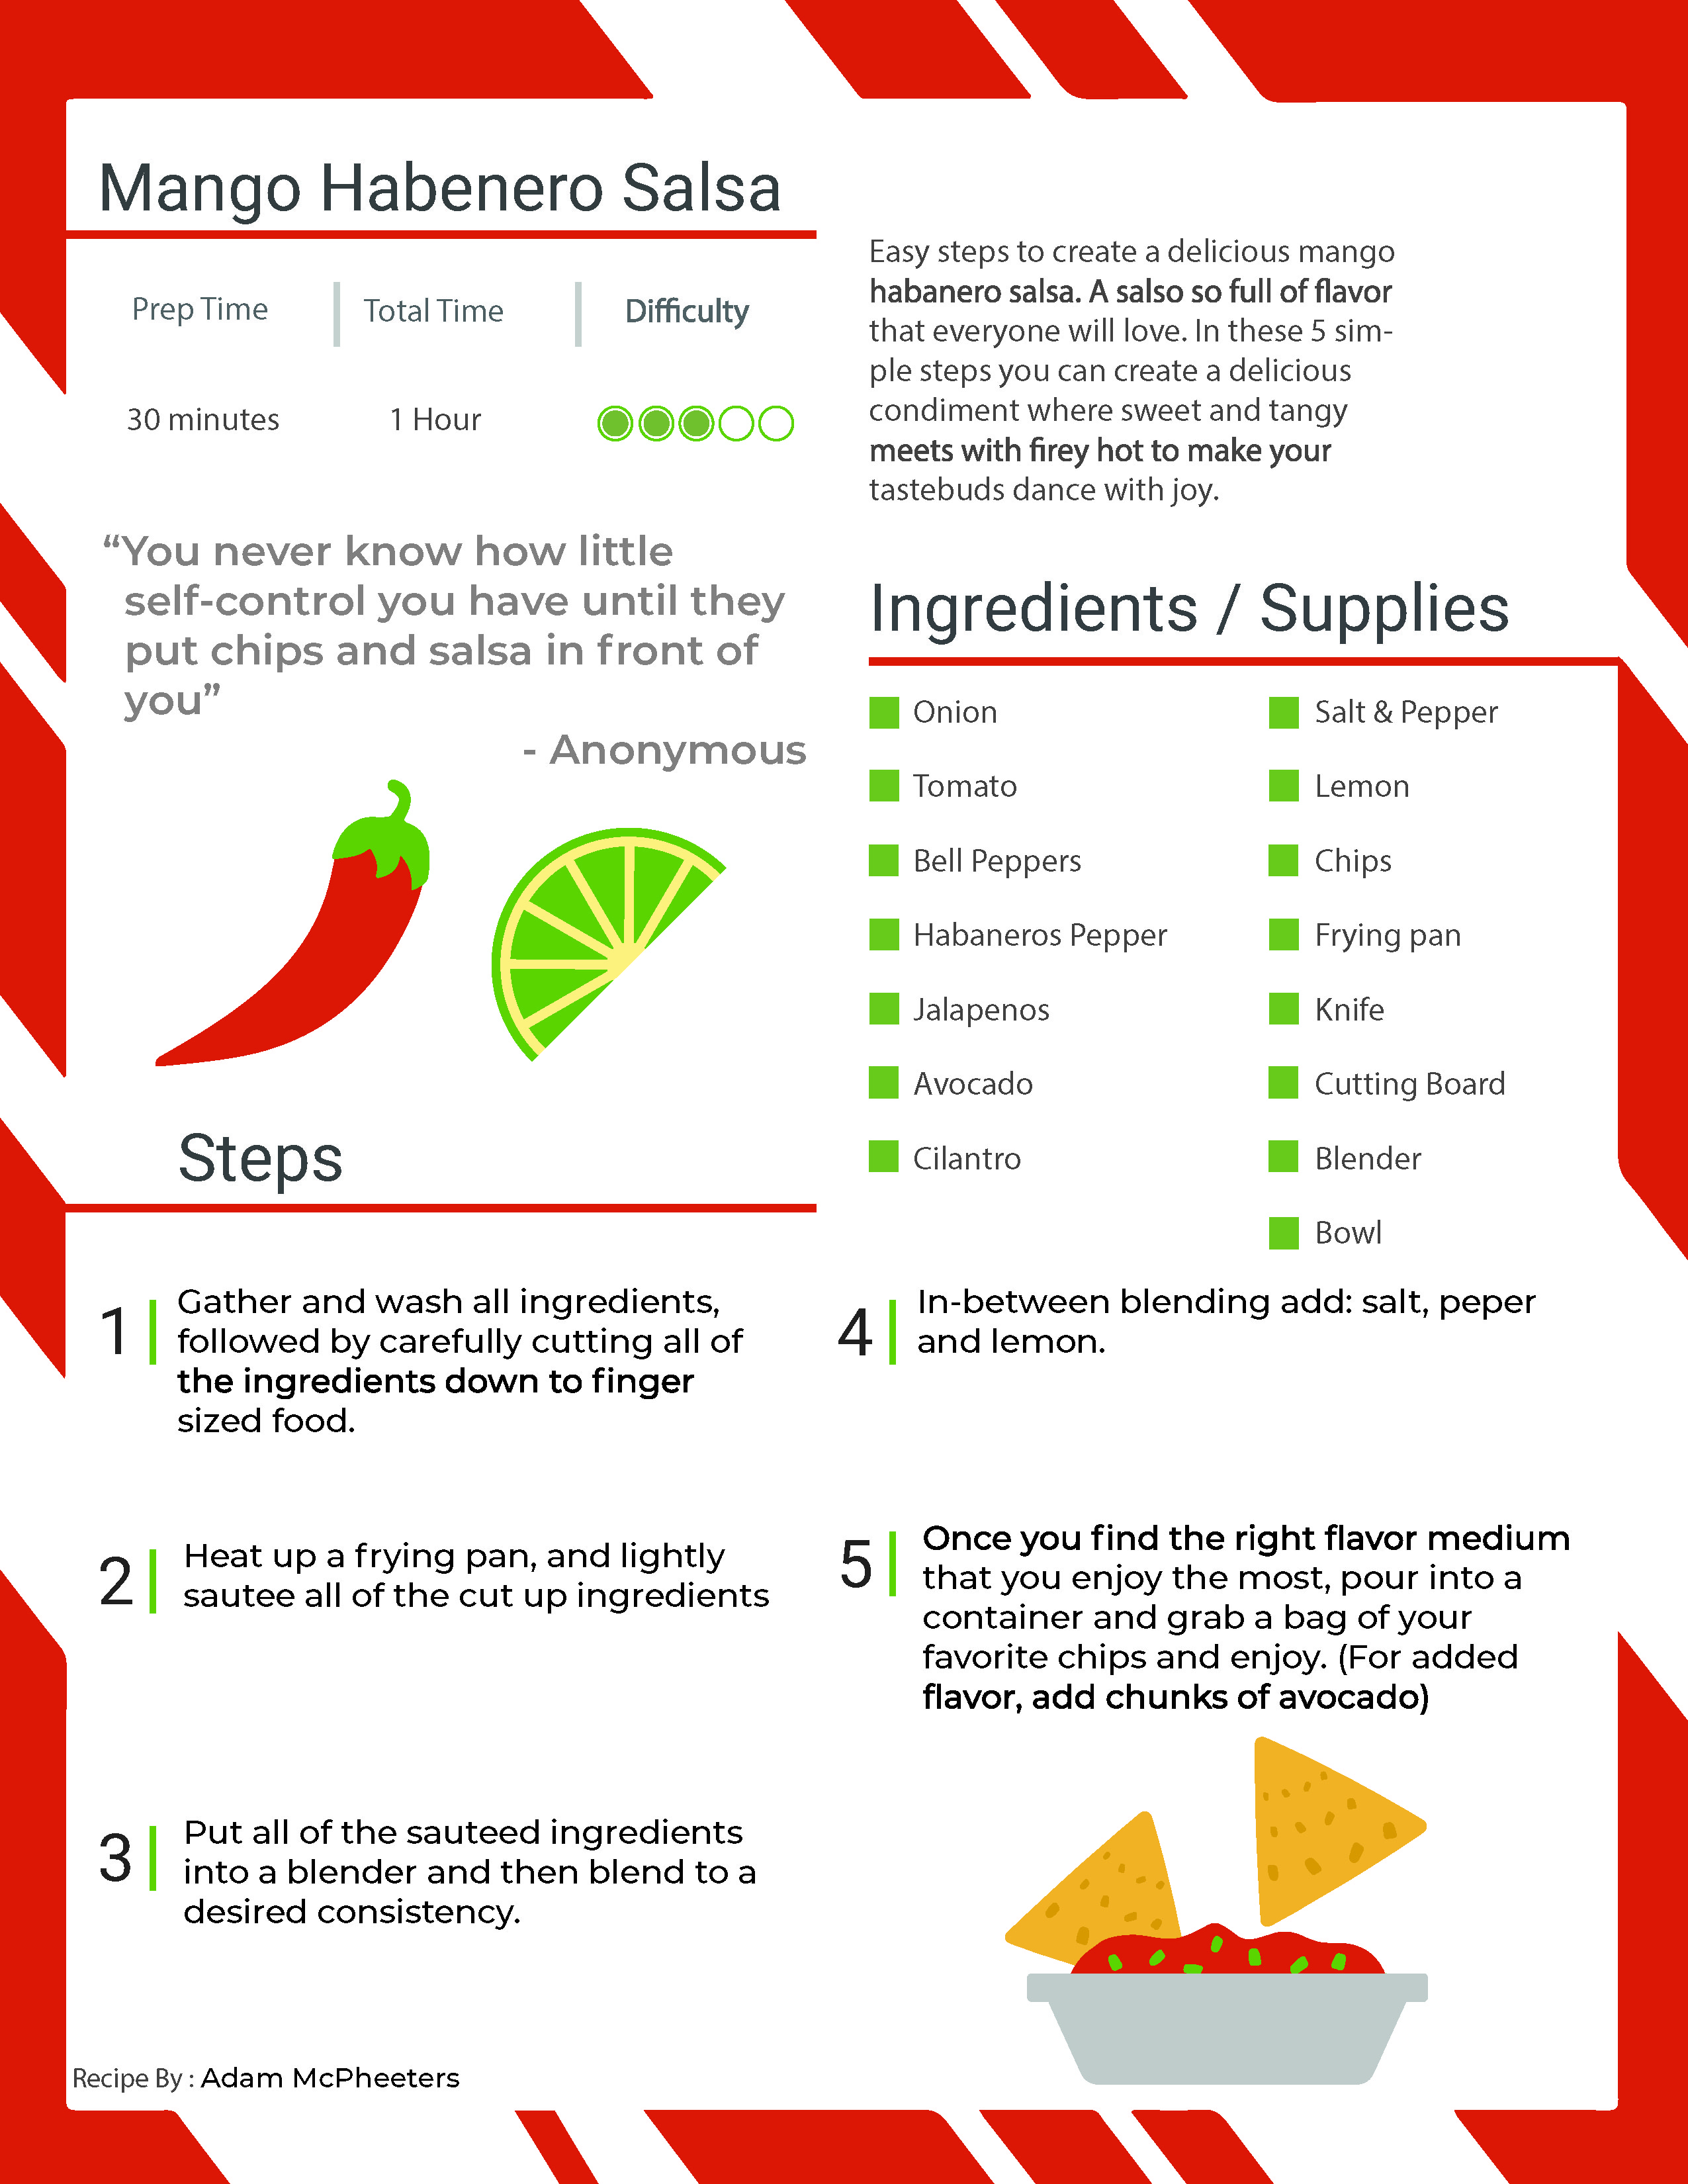 Mango Habenero Salsa
Prep Time
Total Time
Difficulty
30 minutes
1 Hour
Easy steps to create a delicious mango
habanero salsa. A salso so full of flavor
that everyone will love. In these 5 sim-
ple steps you can create a delicious
condiment where sweet and tangy
meets with firey hot to make your
tastebuds dance with joy.
“You never know how little
self-control you have until they
put chips and salsa in front of
you”
- Anonymous
Ingredients / Supplies
Onion
Tomato
Bell Peppers
Habaneros Pepper
Jalapenos
Avocado
Cilantro
Salt & Pepper
Lemon
Chips
Frying pan
Knife
Cutting Board
Blender
Bowl
Steps
1
Gather and wash all ingredients,
followed by carefully cutting all of
the ingredients down to finger
sized food.
2
Heat up a frying pan, and lightly
sautee all of the cut up ingredients
3
Put all of the sauteed ingredients
into a blender and then blend to a
desired consistency.
4
In-between blending add: salt, peper
and lemon.
5
Once you find the right flavor medium
that you enjoy the most, pour into a
container and grab a bag of your
favorite chips and enjoy. (For added
flavor, add chunks of avocado)
Recipe By : Adam McPheeters